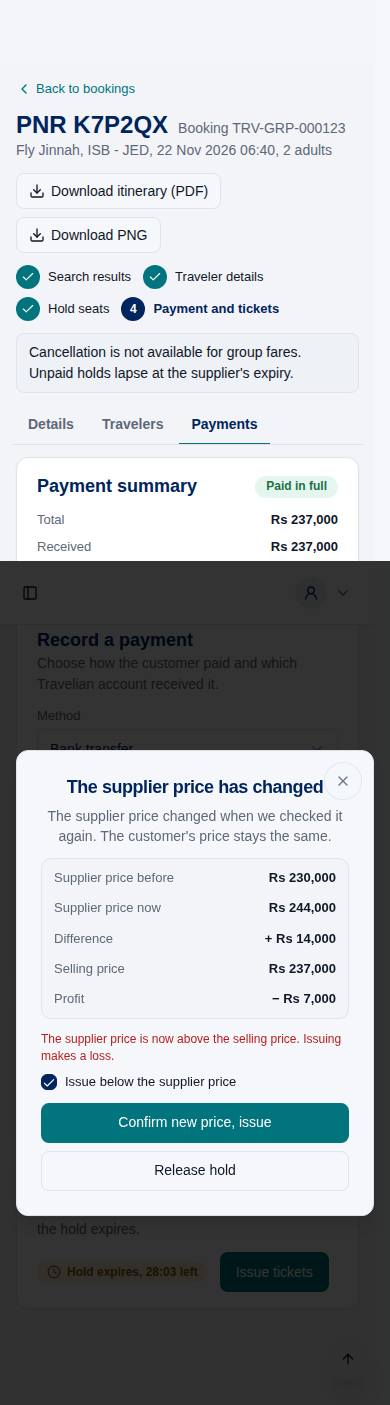 Back to bookings
PNR K7P2QX Booking TRV-GRP-000123
Fly Jinnah, ISB - JED, 22 Nov 2026 06:40, 2 adults
Download itinerary (PDF)
Download PNG
Search results Traveler details
Hold seats 4 Payment and tickets
Cancellation is not available for group fares.
Unpaid holds lapse at the supplier's expiry.
Details Travelers Payments
Payment summary Paid in full
Total Rs 237,000
Received Rs 237,000
Record a payment
Choose how the customer paid and which
Travelian account received it.
Method
Bank transfer
The supplier price has changed
The supplier price changed when we checked it
again. The customer's price stays the same.
Supplier price before Rs 230,000
Supplier price now Rs 244,000
Difference + Rs 14,000
Selling price Rs 237,000
Profit − Rs 7,000
The supplier price is now above the selling price. Issuing
makes a loss.
Issue below the supplier price
Confirm new price, issue
Release hold
the hold expires.
Hold expires, 28:03 left Issue tickets